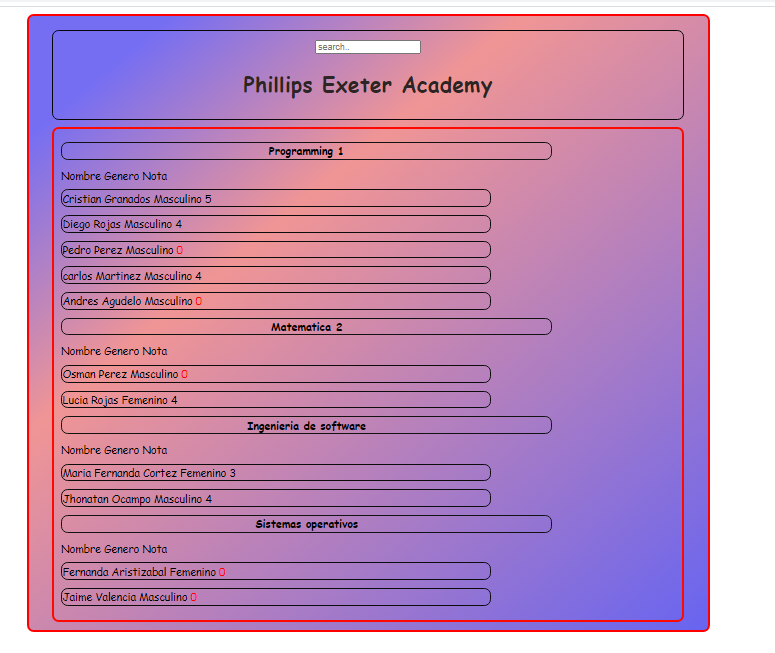 search..
Phillips Exeter Academy
Programming 1
Nombre Genero Nota
Cristian Granados Masculino 5
Diego Rojas Masculino 4
Pedro Perez Masculino 0
carlos Martinez Masculino 4
Andres Agudelo Masculino 0
Matematica 2
Nombre Genero Nota
Osman Perez Masculino 0
Lucia Rojas Femenino 4
Ingenieria de software
Nombre Genero Nota
Maria Fernanda Cortez Femenino 3
Jhonatan Ocampo Masculino 4
Sistemas operativos
Nombre Genero Nota
Fernanda Aristizabal Femenino 0
Jaime Valencia Masculino 0